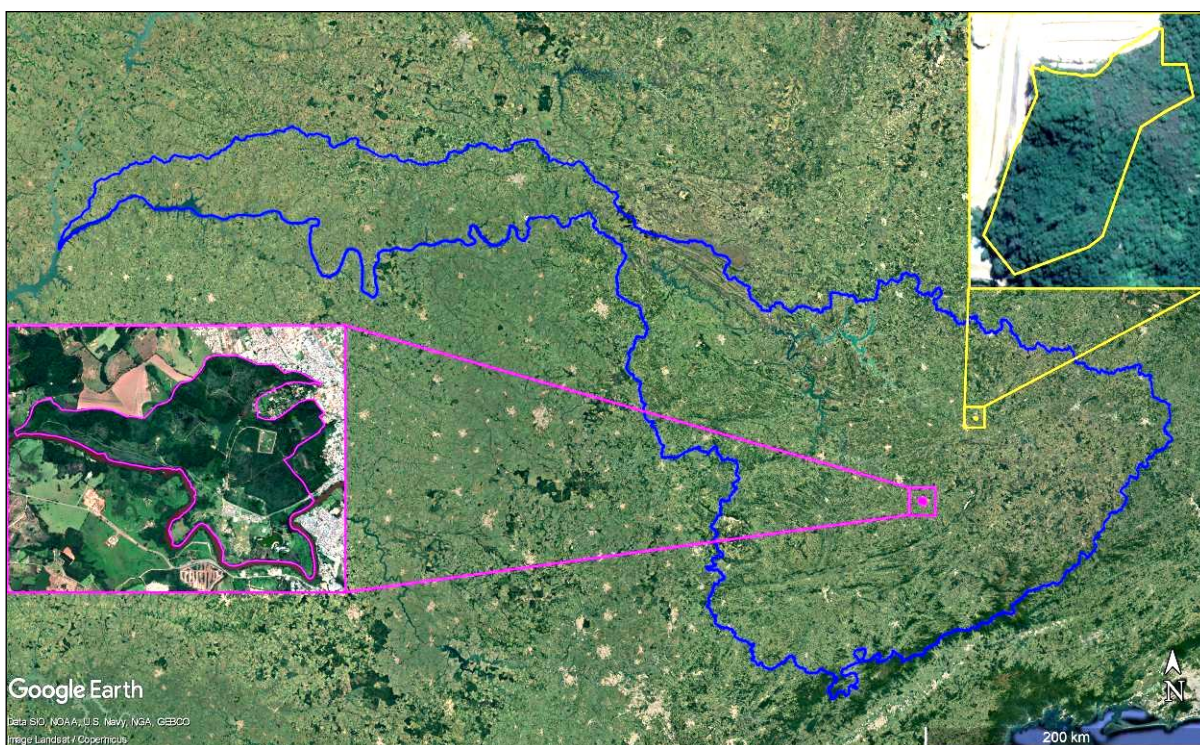 Google Earth
Data SIO, NOAA, U.S. Navy, NGA, GEBCO
Image Landsat / Copernicus
N
200 km